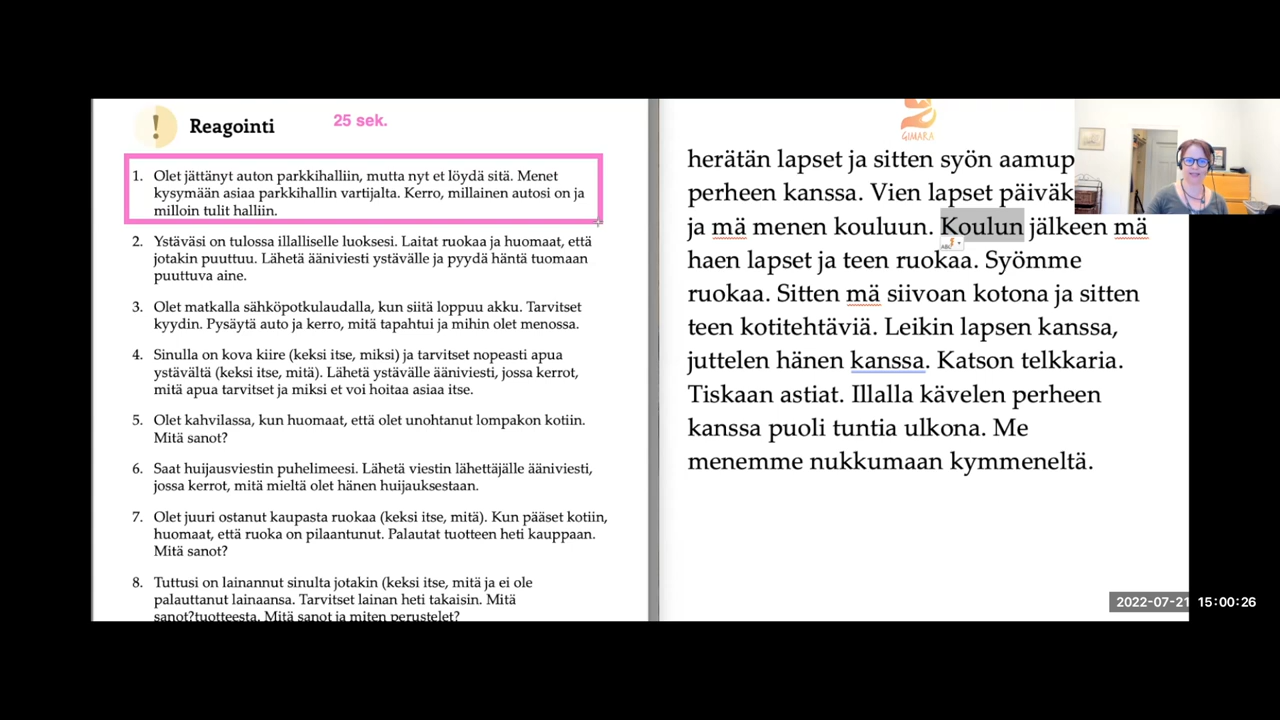 Reagointi
25 sek.
1. Olet jättänyt auton parkkihalliin, mutta nyt et löydä sitä. Menet
kysymään asiaa parkkihallin vartijalta. Kerro, millainen autosi on ja
milloin tulit halliin.
2. Ystäväsi on tulossa illalliselle luoksesi. Laitat ruokaa ja huomaat, että
jotakin puuttuu. Lähetä ääniviesti ystävälle ja pyydä häntä tuomaan
puuttuva aine.
3. Olet matkalla sähköpotkulaudalla, kun siitä loppuu akku. Tarvitset
kyydin. Pysäytä auto ja kerro, mitä tapahtui ja mihin olet menossa.
4. Sinulla on kova kiire (keksi itse, miksi) ja tarvitset nopeasti apua
ystävältä (keksi itse, mitä). Lähetä ystävälle ääniviesti, jossa kerrot,
mitä apua tarvitset ja miksi et voi hoitaa asiaa itse.
5. Olet kahvilassa, kun huomaat, että olet unohtanut lompakon kotiin.
Mitä sanot?
6. Saat huijausviestin puhelimeesi. Lähetä viestin lähettäjälle ääniviesti,
jossa kerrot, mitä mieltä olet hänen huijauksestaan.
7. Olet juuri ostanut kaupasta ruokaa (keksi itse, mitä). Kun pääset kotiin,
huomaat, että ruoka on pilaantunut. Palautat tuotteen heti kauppaan.
Mitä sanot?
8. Tuttusi on lainannut sinulta jotakin (keksi itse, mitä ja ei ole
palauttanut lainaansa. Tarvitset lainan heti takaisin. Mitä
sanot?tuotteesta. Mitä sanot ja miten perustelet?
GIMARA
herätän lapset ja sitten syön aamup
perheen kanssa. Vien lapset päiväk
ja mä menen kouluun. Koulun jälkeen mä
ABC
haen lapset ja teen ruokaa. Syömme
ruokaa. Sitten mä siivoan kotona ja sitten
teen kotitehtäviä. Leikin lapsen kanssa,
juttelen hänen kanssa. Katson telkkaria.
Tiskaan astiat. Illalla kävelen perheen
kanssa puoli tuntia ulkona. Me
menemme nukkumaan kymmeneltä.
2022-07-21 15:00:26